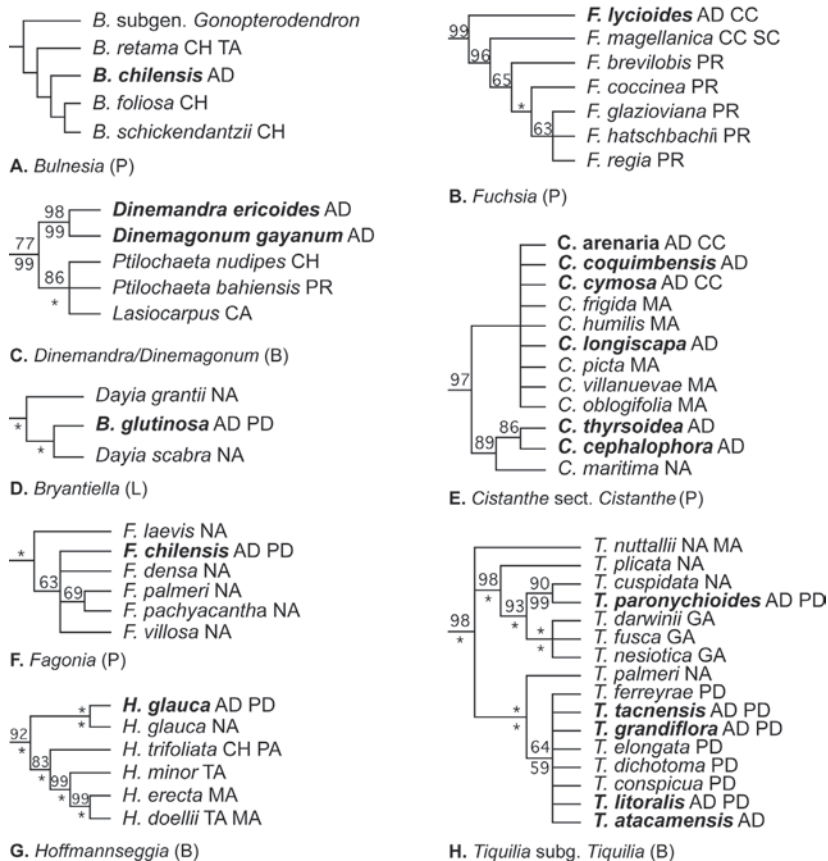 B. subgen. Gonopterodendron
B. retama CH TA
B. chilensis AD
B. foliosa CH
B. schickendantzii CH
A. Bulnesia (P)
99
96
65
*
63
F. lycioides AD CC
F. magellanica CC SC
F. brevilobis PR
F. coccinea PR
F. glazioviana PR
F. hatschbachii PR
F. regia PR
B. Fuchsia (P)
77
99
98
99
86
*
Dinemandra ericoides AD
Dinemagonum gayanum AD
Ptilochaeta nudipes CH
Ptilochaeta bahiensis PR
Lasiocarpus CA
C. Dinemandra/Dinemagonum (B)
*
*
Dayia grantii NA
B. glutinosa AD PD
Dayia scabra NA
D. Bryantiella (L)
97
89
86
C. arenaria AD CC
C. coquimbensis AD
C. cymosa AD CC
C. frigida MA
C. humilis MA
C. longiscapa AD
C. picta MA
C. villanuevae MA
C. oblogifolia MA
C. thyrsoidea AD
C. cephalophora AD
C. maritima NA
E. Cistanthe sect. Cistanthe (P)
*
63
69
F. laevis NA
F. chilensis AD PD
F. densa NA
F. palmeri NA
F. pachyacantha NA
F. villosa NA
F. Fagonia (P)
92
*
*
*
83
*
99
*
99
*
H. glauca AD PD
H. glauca NA
H. trifoliata CH PA
H. minor TA
H. erecta MA
H. doellii TA MA
G. Hoffmannseggia (B)
98
*
98
*
93
*
90
99
*
*
*
*
64
59
T. nuttallii NA MA
T. plicata NA
T. cuspidata NA
T. paronychioides AD PD
T. darwinii GA
T. fusca GA
T. nesiotica GA
T. palmeri NA
T. ferreyrae PD
T. tacnensis AD PD
T. grandiflora AD PD
T. elongata PD
T. dichotoma PD
T. conspicua PD
T. litoralis AD PD
T. atacamensis AD
H. Tiquilia subg. Tiquilia (B)